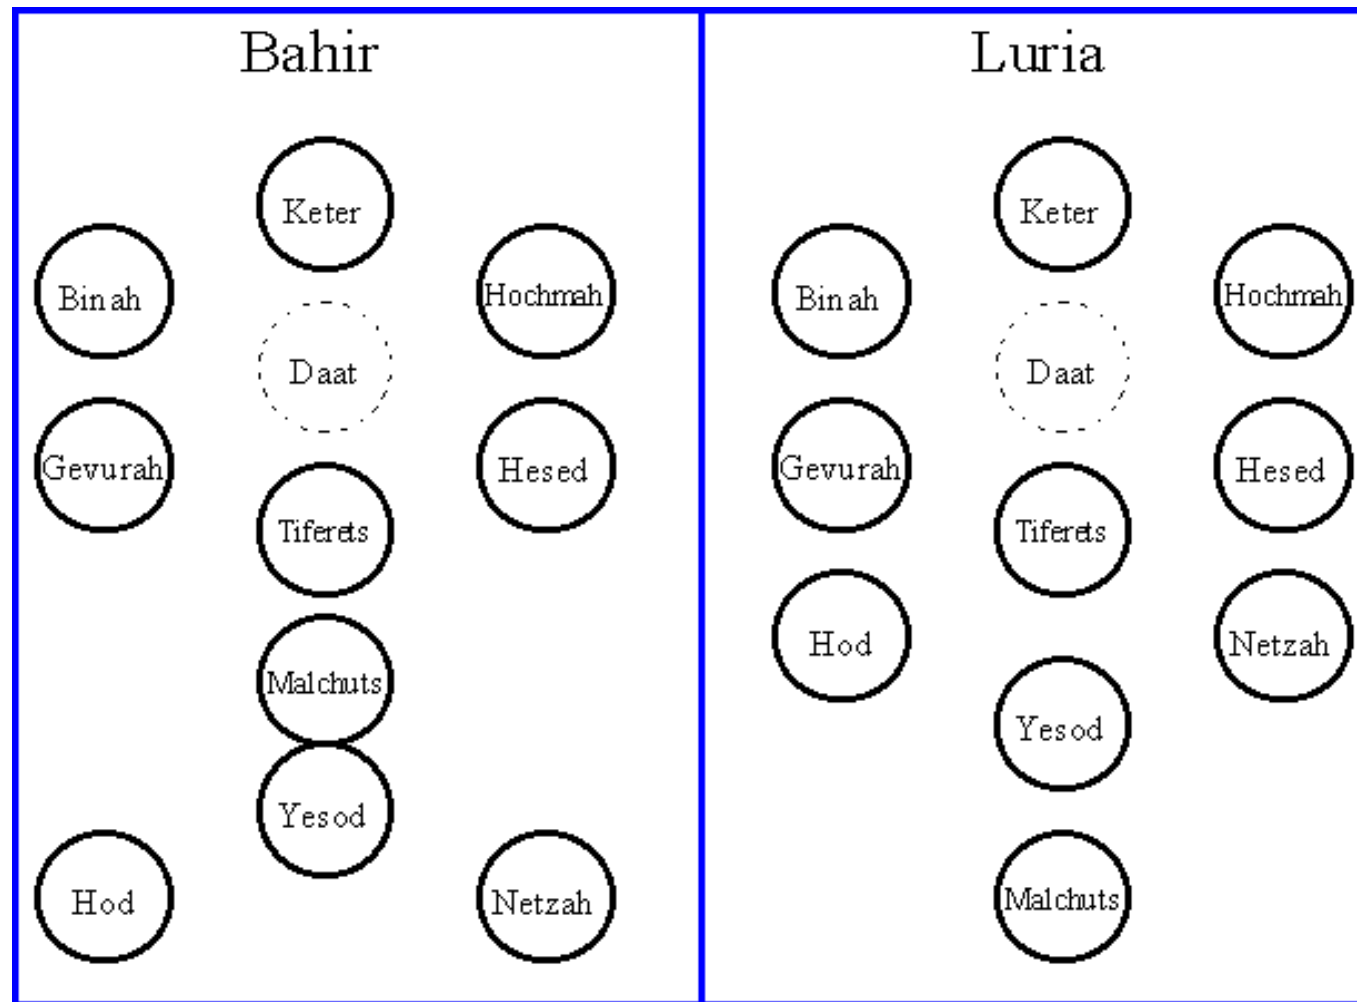 Bahir
Keter
Binah
Hochmah
Daat
Gevurah
Hesed
Tiferets
Malchuts
Yesod
Hod
Netzah
Luria
Keter
Binah
Hochmah
Daat
Gevurah
Hesed
Tiferets
Hod
Netzah
Yesod
Malchuts